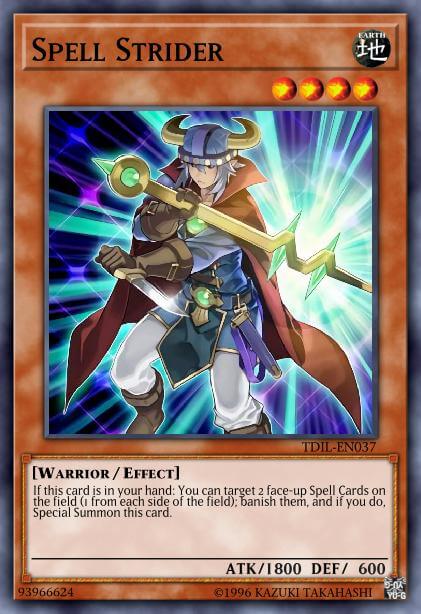 SPELL STRIDER
EARTH
地
TDIL-EN037
[WARRIOR / EFFECT]
If this card is in your hand: You can target 2 face-up Spell Cards on
the field (1 from each side of the field); banish them, and if you do,
Special Summon this card.
ATK/1800 DEF/ 600
93966624
©1996 KAZUKI TAKAHASHI